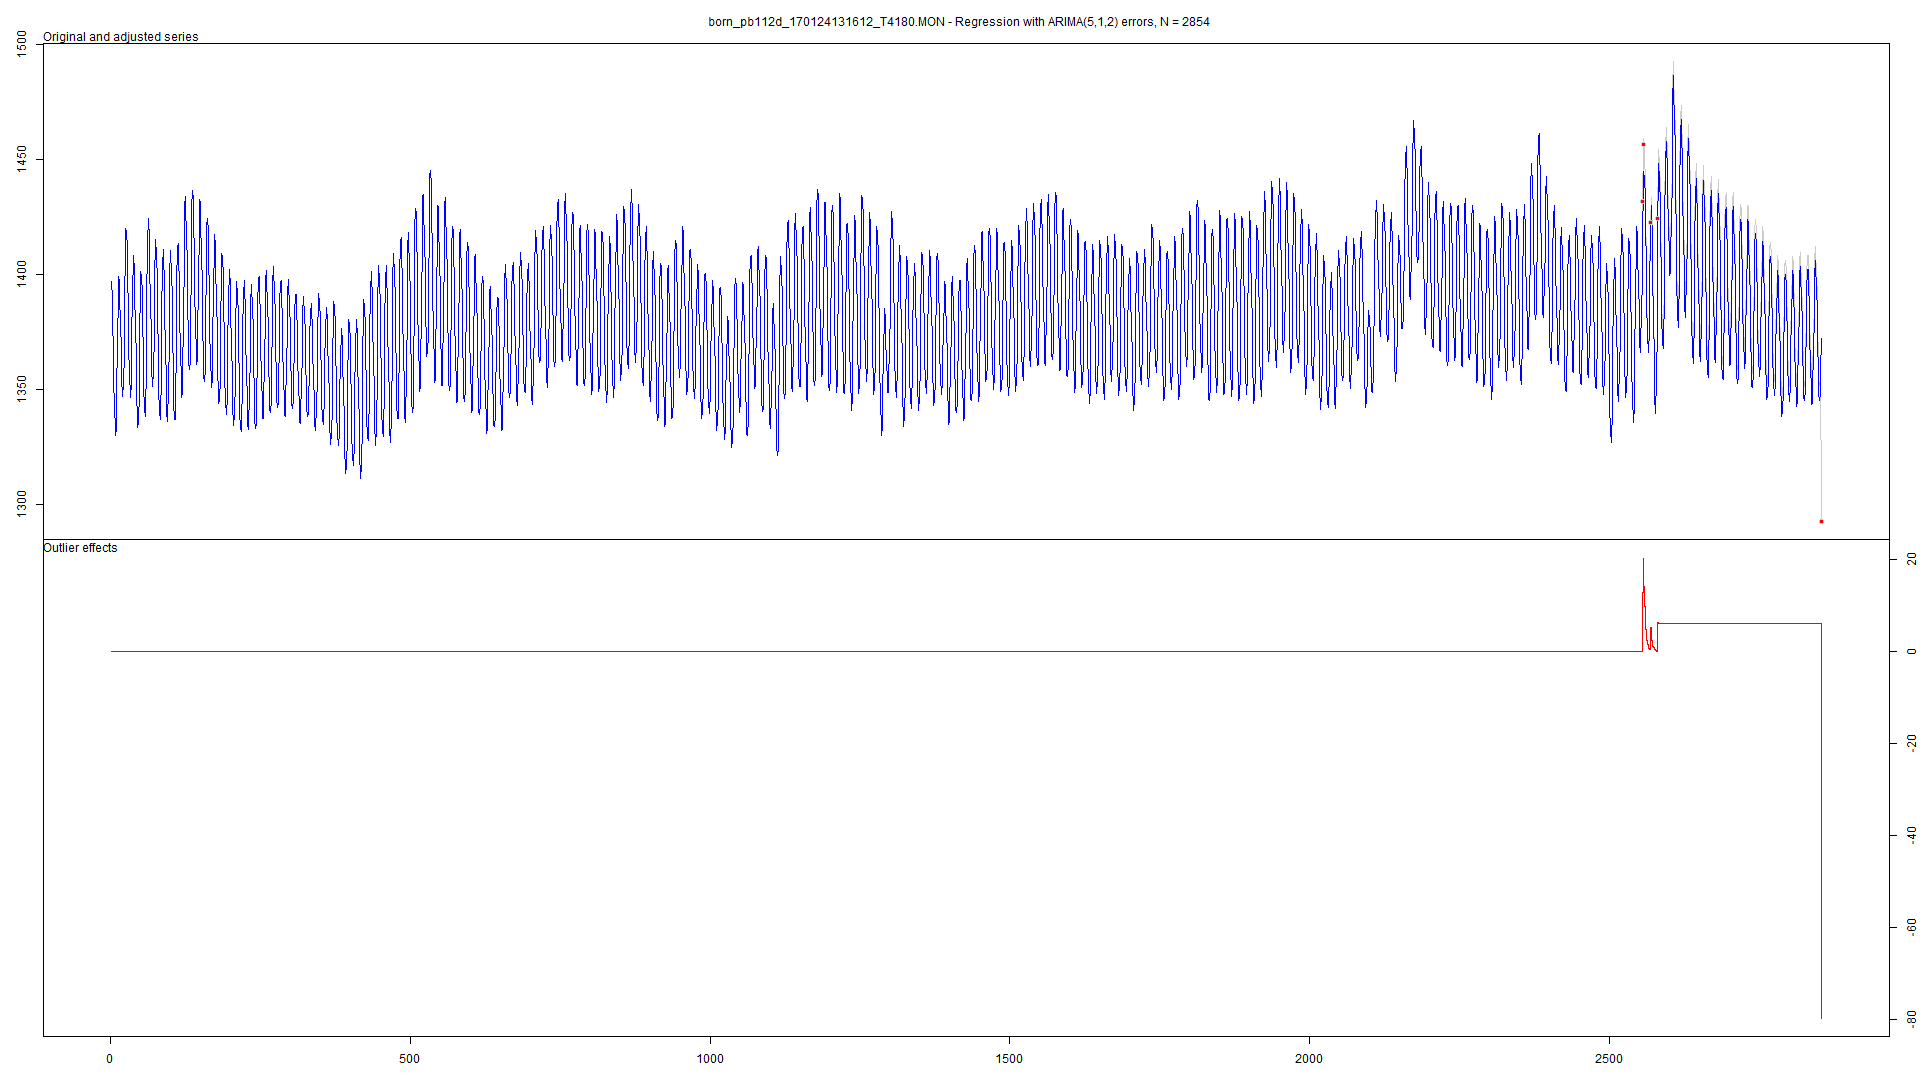 born_pb112d_170124131612_T4180.MON - Regression with ARIMA(5,1,2) errors, N = 2854
Original and adjusted series
1500
1450
1400
1350
1300
Outlier effects
20
0
-20
-40
-60
-80
0 500 1000 1500 2000 2500